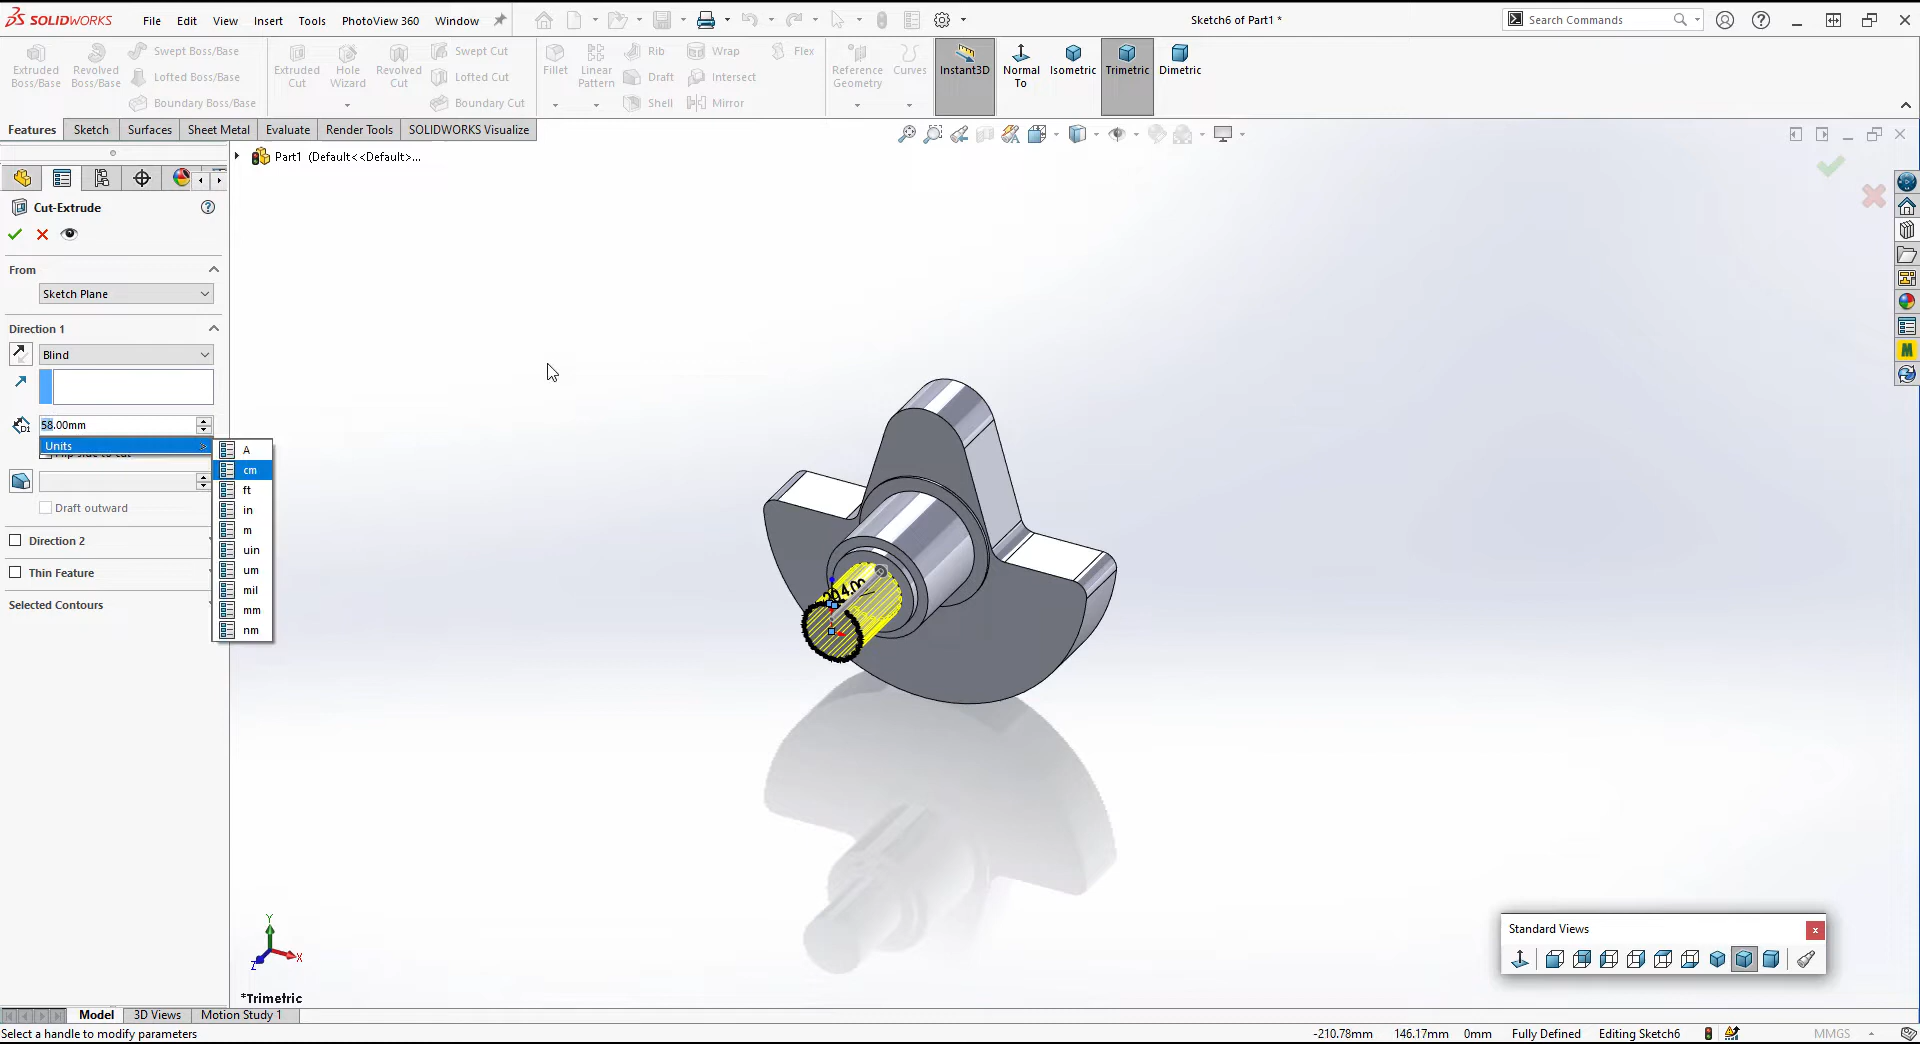 SOLIDWORKS
File Edit View Insert Tools PhotoView 360 Window
Sketch6 of Part1 *
Search Commands
Extruded Boss/Base
Revolved Boss/Base
Swept Boss/Base
Lofted Boss/Base
Boundary Boss/Base
Extruded Cut
Hole Wizard
Revolved Cut
Swept Cut
Lofted Cut
Boundary Cut
Fillet
Linear Pattern
Rib
Draft
Shell
Wrap
Intersect
Mirror
Flex
Reference Geometry
Curves
Instant3D
Normal To
Isometric
Trimetric
Dimetric
Features Sketch Surfaces Sheet Metal Evaluate Render Tools SOLIDWORKS Visualize
Part1 (Default<<Default>...
Cut-Extrude
From
Sketch Plane
Direction 1
Blind
D1
58.00mm
Units
Flip side to cut
A
cm
ft
in
m
uin
um
mil
mm
nm
Draft outward
Direction 2
Thin Feature
Selected Contours
Y
X
Z
*Trimetric
Standard Views
Model 3D Views Motion Study 1
Select a handle to modify parameters
-210.78mm 146.17mm 0mm Fully Defined Editing Sketch6 MMGS